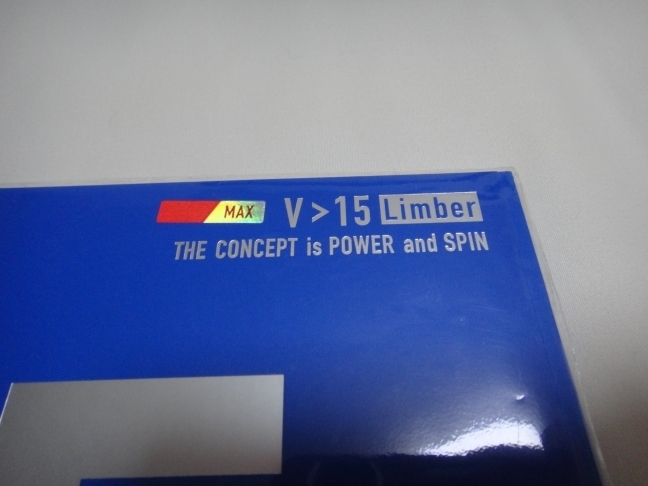 MAX V > 15 Limber
THE CONCEPT is POWER and SPIN